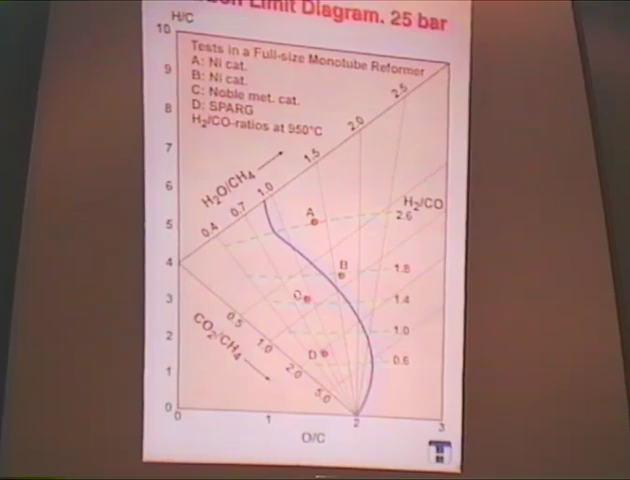 Limit Diagram. 25 bar
H/C
Tests in a Full-size Monotube Reformer
A: Ni cat.
B: Ni cat.
C: Noble met. cat.
D: SPARG
H₂/CO-ratios at 950°C
10
9
8
7
6
5
4
3
2
1
0
H₂O/CH₄
0.4
0.7
1.0
1.5
2.0
2.5
H₂/CO
2.6
1.8
1.4
1.0
0.6
A
B
C
D
CO₂/CH₄
0.5
1.0
2.0
5.0
0
1
2
3
O/C